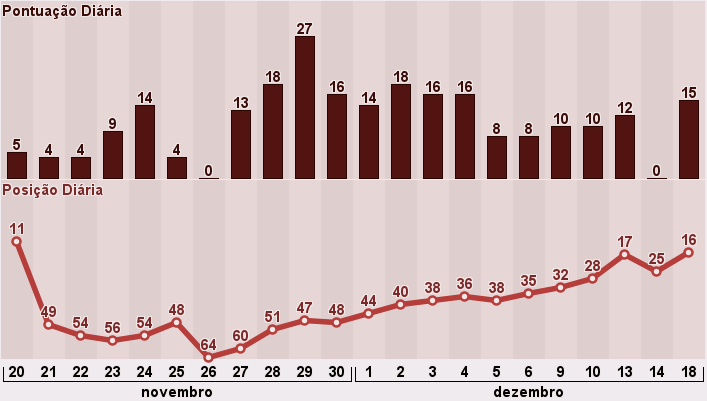 Pontuação Diária
5 4 4 9 14 4 0 13 18 27 16 14 18 16 16 8 8 10 10 12 0 15
Posição Diária
11 49 54 56 54 48 64 60 51 47 48 44 40 38 36 38 35 32 28 17 25 16
20 21 22 23 24 25 26 27 28 29 30 1 2 3 4 5 6 9 10 13 14 18
novembro dezembro